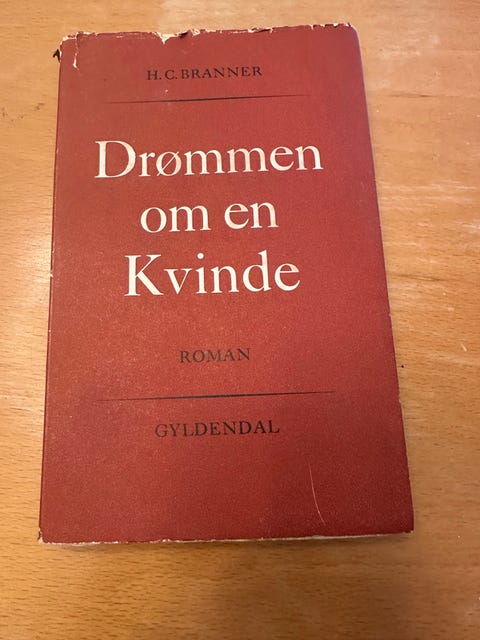 H. C. BRANNER
Drømmen
om en
Kvinde
ROMAN
GYLDENDAL